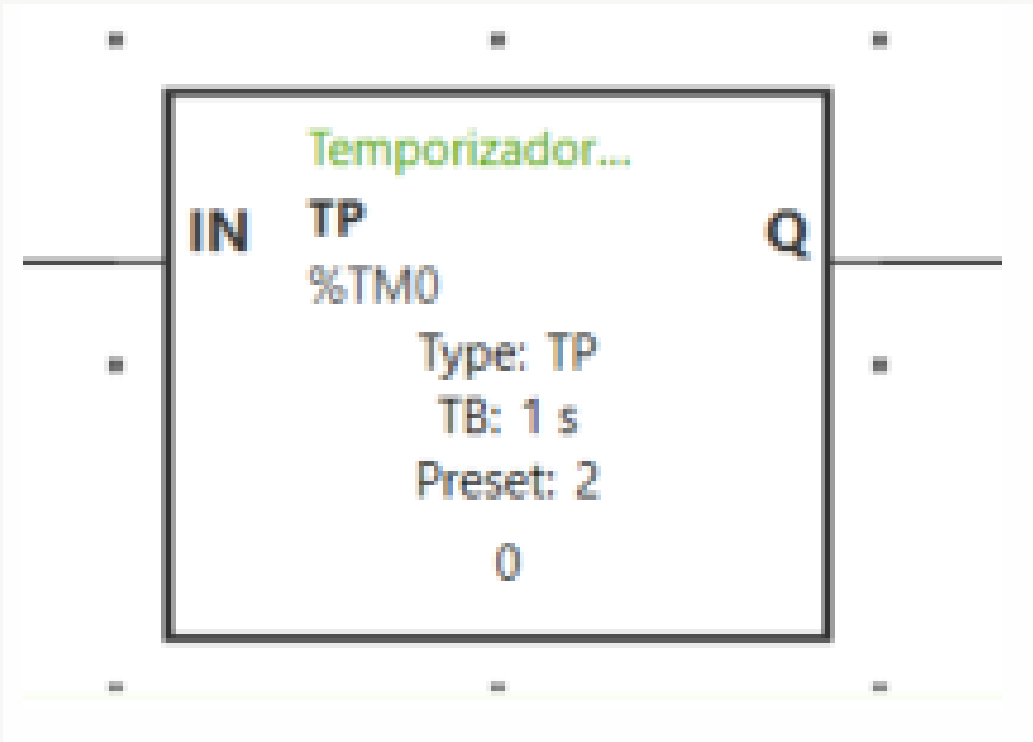 Temporizador...
IN TP Q
%TM0
Type: TP
TB: 1 s
Preset: 2
0